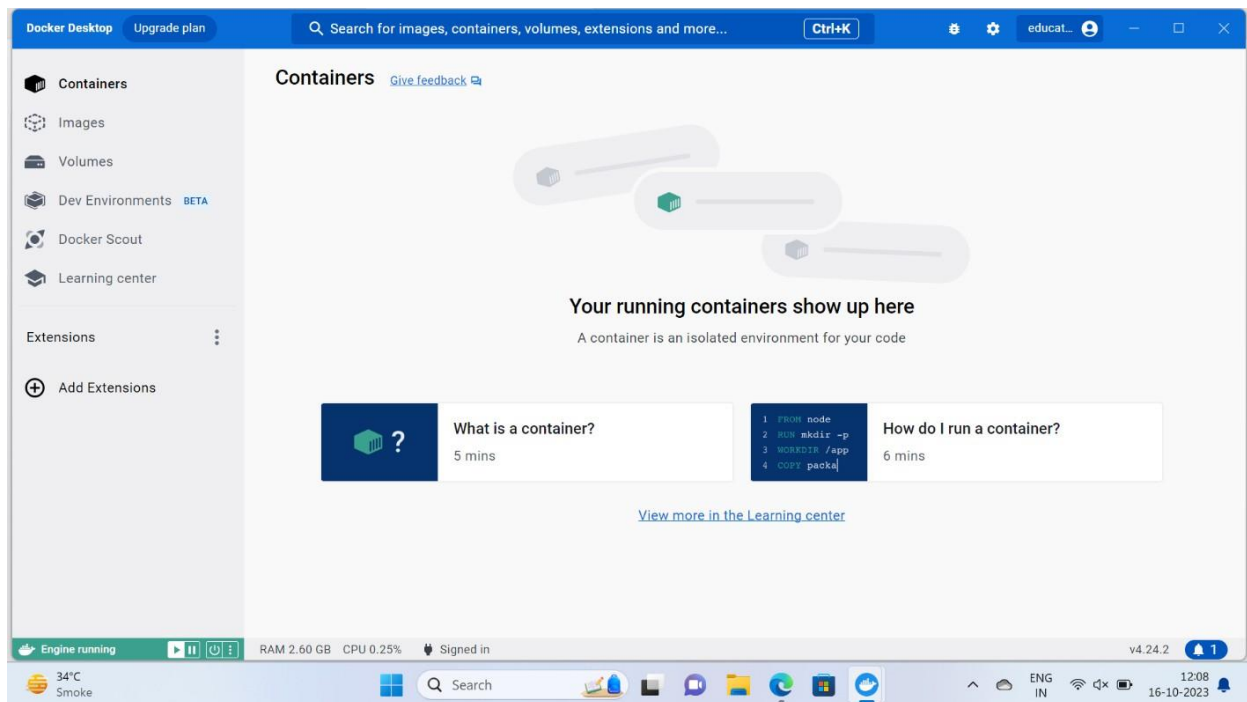 Docker Desktop Upgrade plan Search for images, containers, volumes, extensions and more... Ctrl+K educat...
Containers
Images
Volumes
Dev Environments BETA
Docker Scout
Learning center
Extensions
Add Extensions
Containers Give feedback
Your running containers show up here
A container is an isolated environment for your code
?
What is a container?
5 mins
1 FROM node
2 RUN mkdir -p
3 WORKDIR /app
4 COPY packa
How do I run a container?
6 mins
View more in the Learning center
Engine running RAM 2.60 GB CPU 0.25% Signed in v4.24.2 1
34°C
Smoke
Search
ENG
IN
12:08
16-10-2023